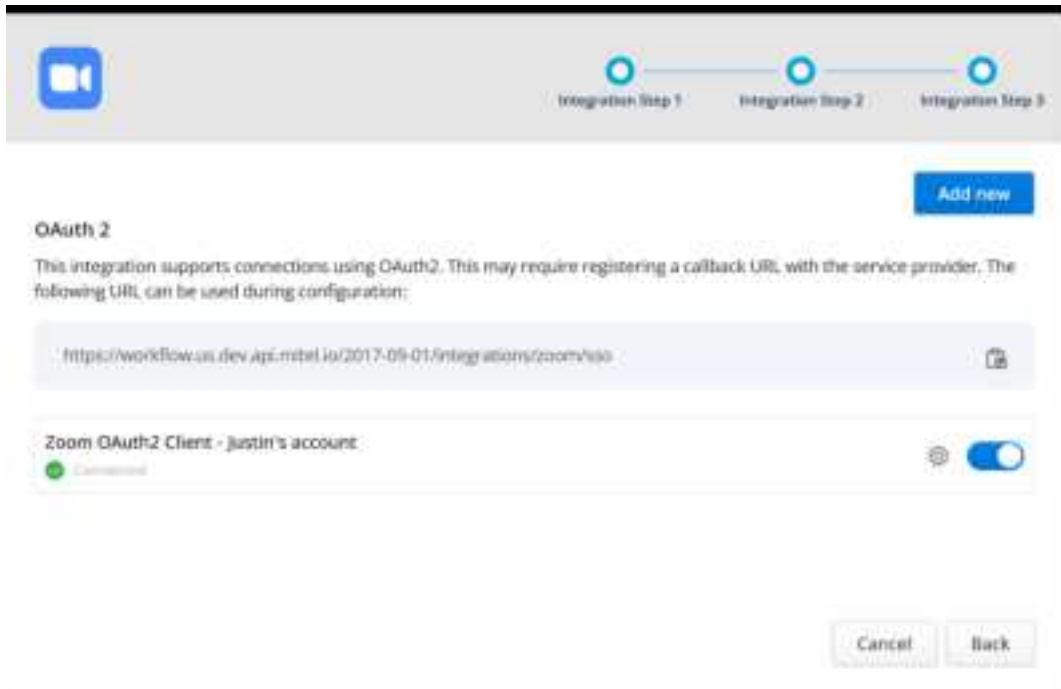 Integration Step 1
Integration Step 2
Integration Step 3
Add new
OAuth 2
This integration supports connections using OAuth2. This may require registering a callback URL with the service provider. The
following URL can be used during configuration:
https://workflow.us.dev.api.mitel.io/2017-09-01/integrations/zoom/sso
Zoom OAuth2 Client - Justin's account
Connected
Cancel
Back